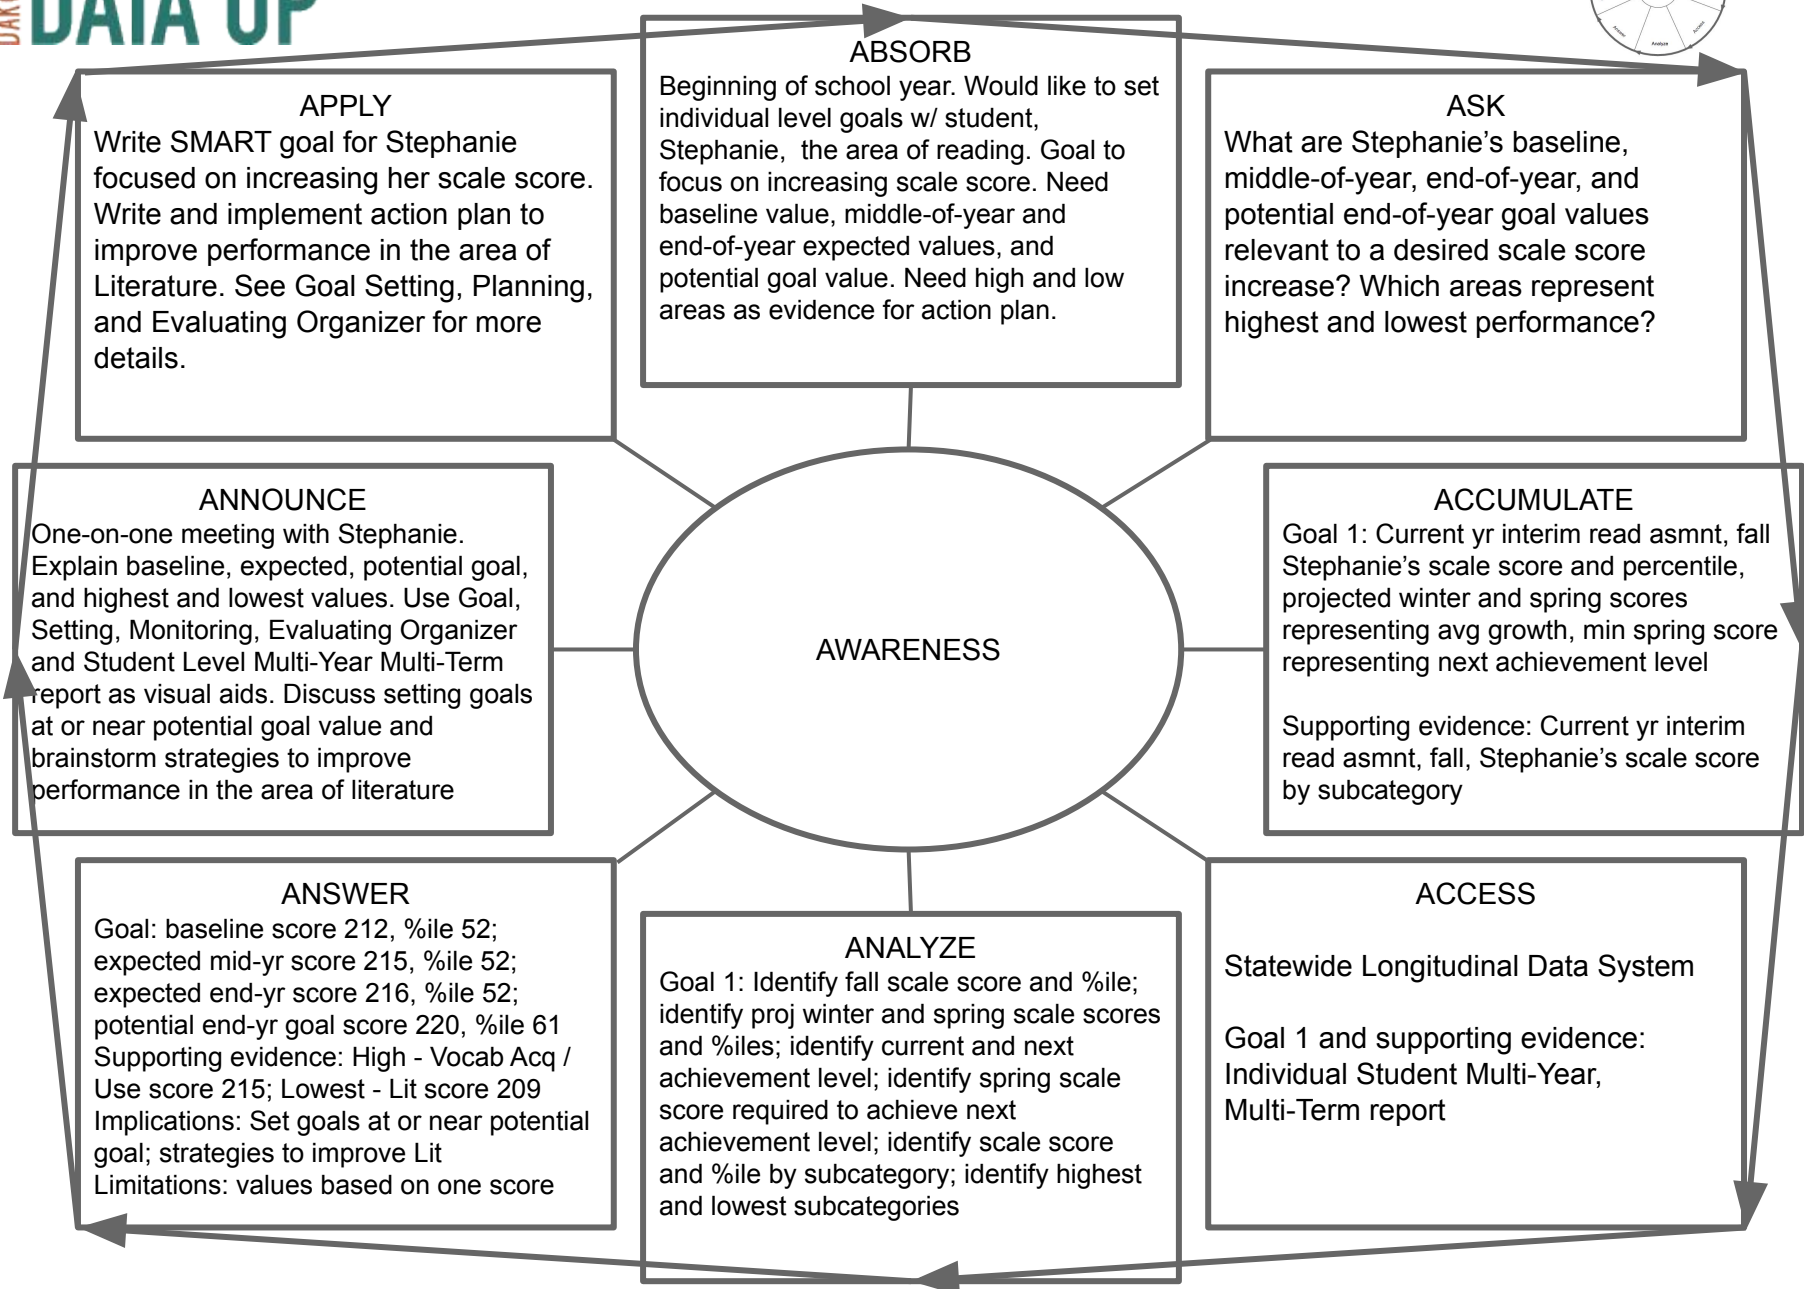 DATA UP
ABSORB
Beginning of school year. Would like to set
individual level goals w/ student,
Stephanie,  the area of reading. Goal to
focus on increasing scale score. Need
baseline value, middle-of-year and
end-of-year expected values, and
potential goal value. Need high and low
areas as evidence for action plan.
ASK
What are Stephanie’s baseline,
middle-of-year, end-of-year, and
potential end-of-year goal values
relevant to a desired scale score
increase? Which areas represent
highest and lowest performance?
ACCUMULATE
Goal 1: Current yr interim read asmnt, fall
Stephanie’s scale score and percentile,
projected winter and spring scores
representing avg growth, min spring score
representing next achievement level
Supporting evidence: Current yr interim
read asmnt, fall, Stephanie’s scale score
by subcategory
ACCESS
Statewide Longitudinal Data System
Goal 1 and supporting evidence:
Individual Student Multi-Year,
Multi-Term report
ANALYZE
Goal 1: Identify fall scale score and %ile;
identify proj winter and spring scale scores
and %iles; identify current and next
achievement level; identify spring scale
score required to achieve next
achievement level; identify scale score
and %ile by subcategory; identify highest
and lowest subcategories
ANSWER
Goal: baseline score 212, %ile 52;
expected mid-yr score 215, %ile 52;
expected end-yr score 216, %ile 52;
potential end-yr goal score 220, %ile 61
Supporting evidence: High - Vocab Acq /
Use score 215; Lowest - Lit score 209
Implications: Set goals at or near potential
goal; strategies to improve Lit
Limitations: values based on one score
ANNOUNCE
One-on-one meeting with Stephanie.
Explain baseline, expected, potential goal,
and highest and lowest values. Use Goal,
Setting, Monitoring, Evaluating Organizer
and Student Level Multi-Year Multi-Term
report as visual aids. Discuss setting goals
at or near potential goal value and
brainstorm strategies to improve
performance in the area of literature
APPLY
Write SMART goal for Stephanie
focused on increasing her scale score.
Write and implement action plan to
improve performance in the area of
Literature. See Goal Setting, Planning,
and Evaluating Organizer for more
details.
AWARENESS
Answer
Analyze
Access